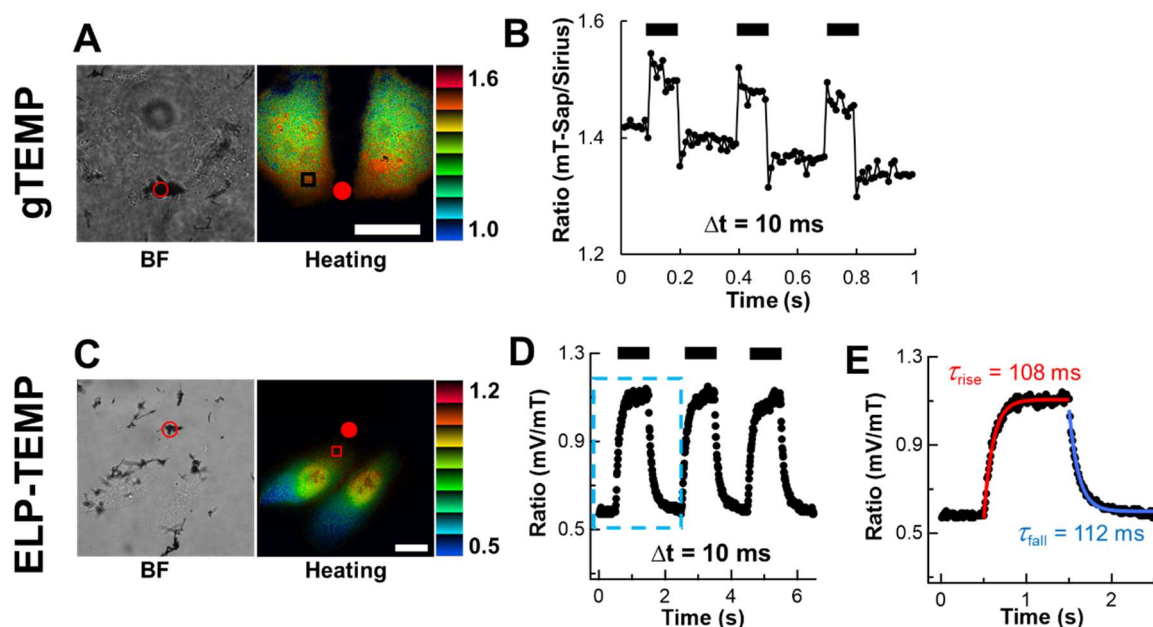 gTEMP
A
BF
Heating
1.6
1.0
B
Ratio (mT-Sap/Sirius)
1.6
1.4
1.2
Δt = 10 ms
0 0.2 0.4 0.6 0.8 1
Time (s)
ELP-TEMP
C
BF
Heating
1.2
0.5
D
Ratio (mV/mT)
1.3
0.9
0.5
Δt = 10 ms
0 2 4 6
Time (s)
E
Ratio (mV/mT)
1.3
0.9
0.5
τrise = 108 ms
τfall = 112 ms
0 1 2
Time (s)